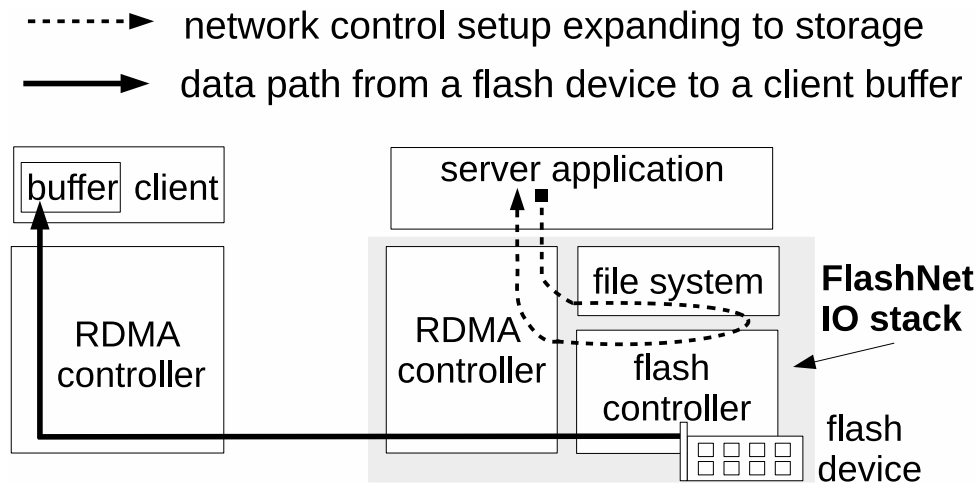 network control setup expanding to storage
data path from a flash device to a client buffer
buffer client
server application
RDMA
controller
RDMA
controller
file system
flash
controller
FlashNet
IO stack
flash
device